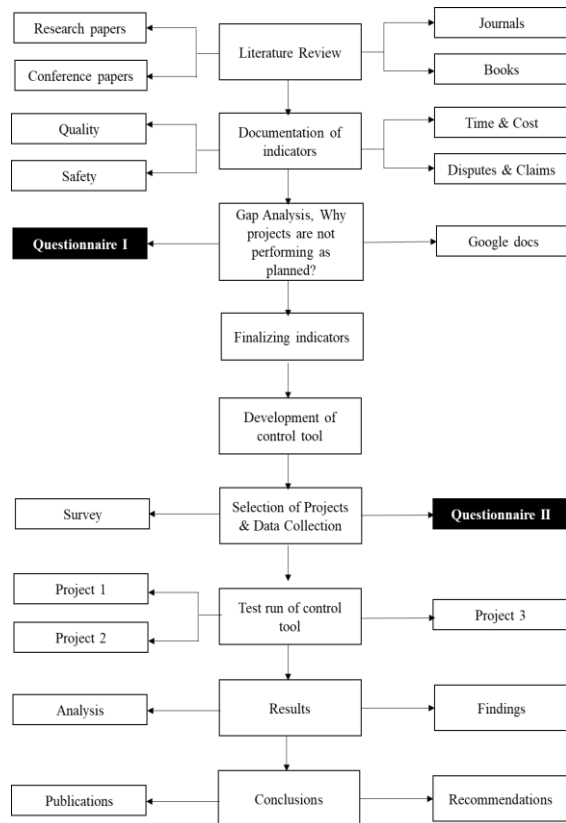 Research papers
Conference papers
Literature Review
Journals
Books
Quality
Safety
Documentation of
indicators
Time & Cost
Disputes & Claims
Questionnaire I
Gap Analysis, Why
projects are not
performing as
planned?
Google docs
Finalizing indicators
Development of
control tool
Survey
Selection of Projects
& Data Collection
Questionnaire II
Project 1
Project 2
Test run of control
tool
Project 3
Analysis
Results
Findings
Publications
Conclusions
Recommendations